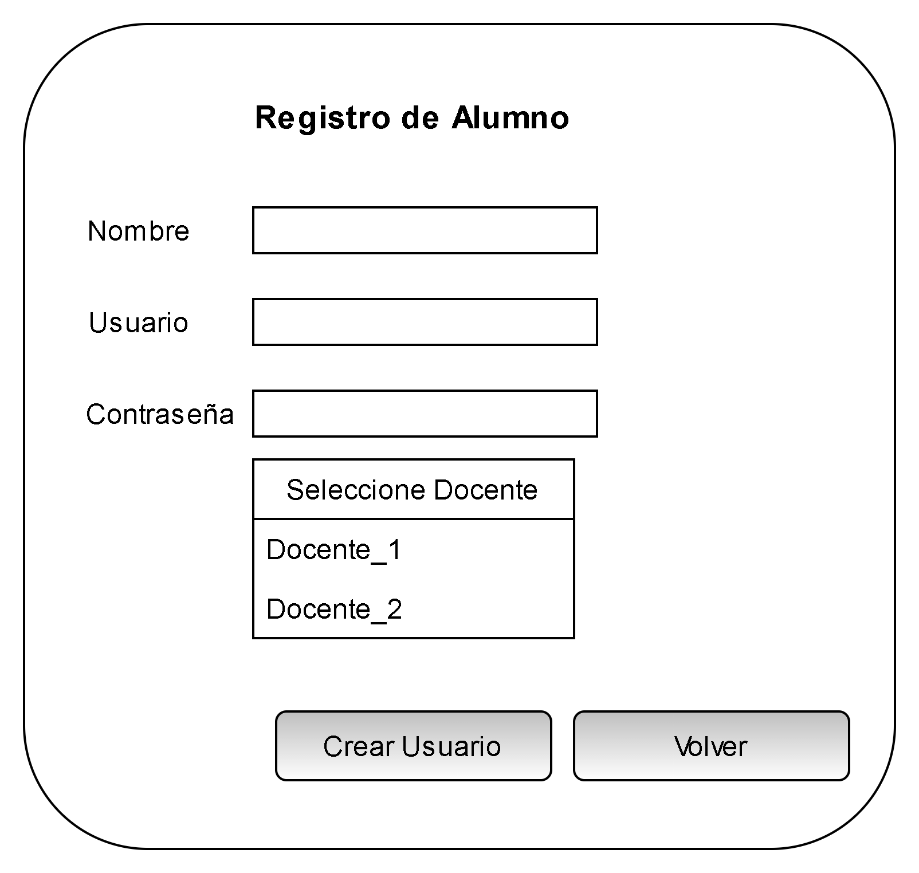 Registro de Alumno
Nombre
Usuario
Contraseña
Seleccione Docente
Docente_1
Docente_2
Crear Usuario
Volver